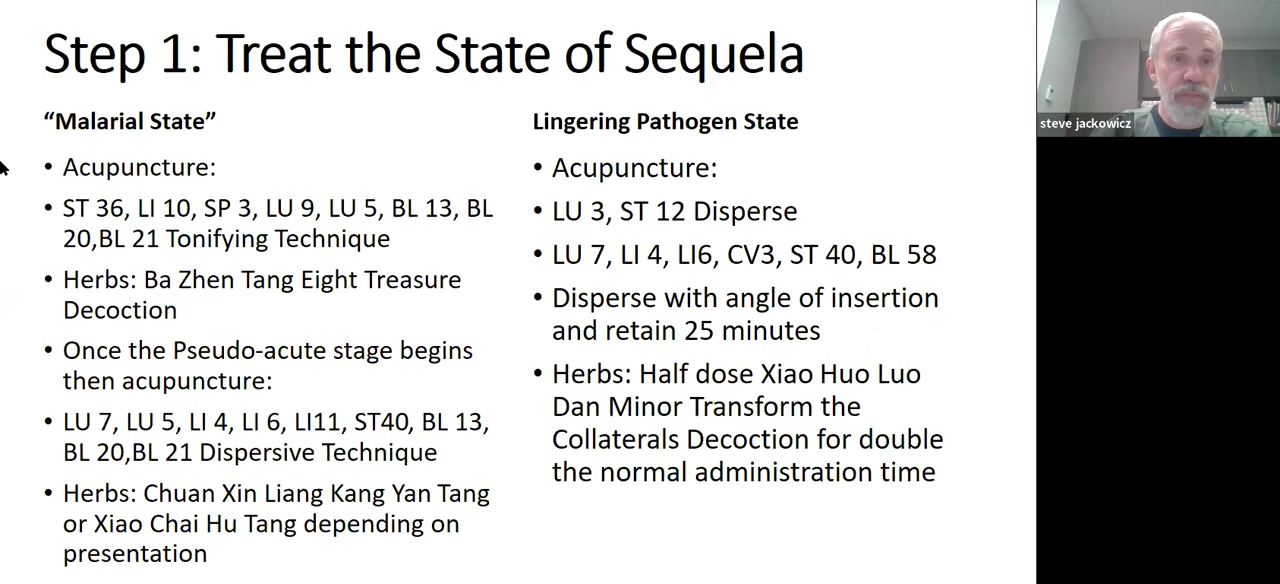 Step 1: Treat the State of Sequela
“Malarial State”
• Acupuncture:
• ST 36, LI 10, SP 3, LU 9, LU 5, BL 13, BL
20,BL 21 Tonifying Technique
• Herbs: Ba Zhen Tang Eight Treasure
Decoction
• Once the Pseudo-acute stage begins
then acupuncture:
• LU 7, LU 5, LI 4, LI 6, LI11, ST40, BL 13,
BL 20,BL 21 Dispersive Technique
• Herbs: Chuan Xin Liang Kang Yan Tang
or Xiao Chai Hu Tang depending on
presentation
Lingering Pathogen State
• Acupuncture:
• LU 3, ST 12 Disperse
• LU 7, LI 4, LI6, CV3, ST 40, BL 58
• Disperse with angle of insertion
and retain 25 minutes
• Herbs: Half dose Xiao Huo Luo
Dan Minor Transform the
Collaterals Decoction for double
the normal administration time
steve jackowicz